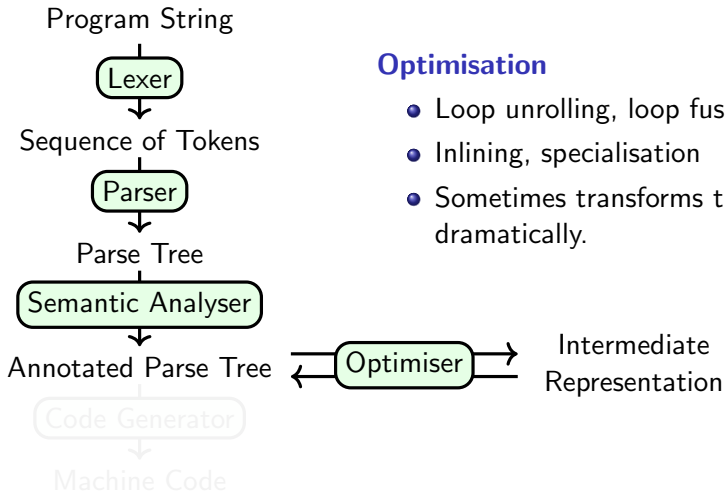 Program String
Lexer
Sequence of Tokens
Parser
Parse Tree
Semantic Analyser
Annotated Parse Tree
Code Generator
Machine Code
Optimisation
Loop unrolling, loop fus
Inlining, specialisation
Sometimes transforms t
dramatically.
Optimiser
Intermediate
Representation